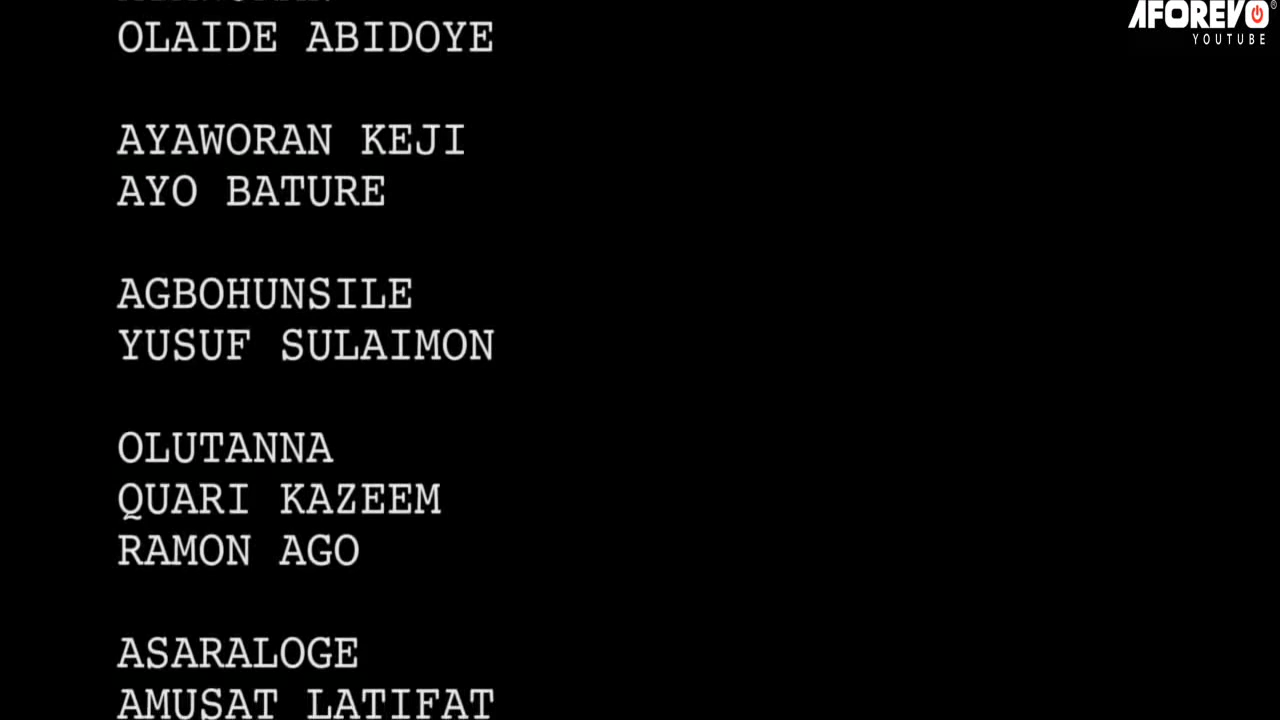 AFOREVO
YOUTUBE
OLAIDE ABIDOYE
AYAWORAN KEJI
AYO BATURE
AGBOHUNSILE
YUSUF SULAIMON
OLUTANNA
QUARI KAZEEM
RAMON AGO
ASARALOGE
AMUSAT LATIFAT